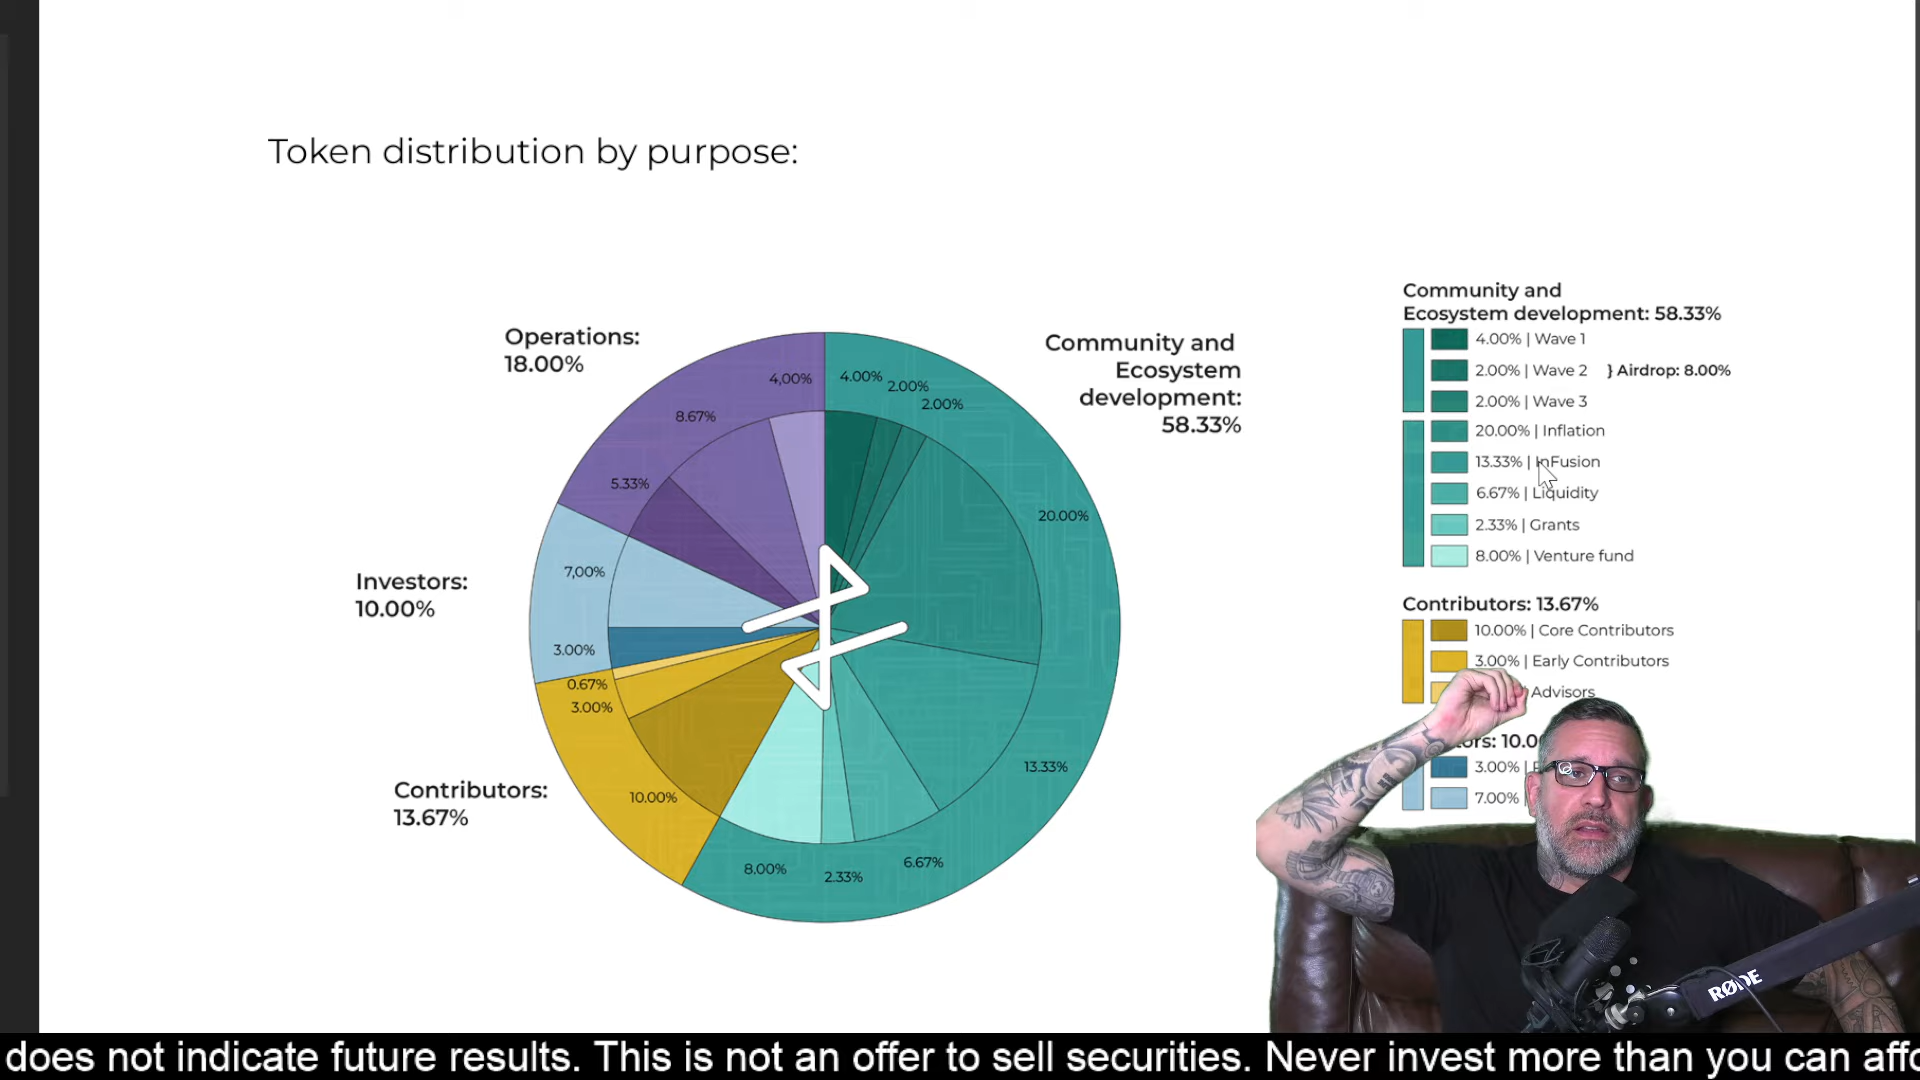 Token distribution by purpose:
Operations:
18.00%
Community and
Ecosystem
development:
58.33%
Investors:
10.00%
Contributors:
13.67%
4,00%
8.67%
5.33%
7,00%
3.00%
0.67%
3.00%
10.00%
8.00%
2.33%
6.67%
13.33%
20.00%
2.00%
2.00%
4.00%
Community and
Ecosystem development: 58.33%
4.00% | Wave 1
2.00% | Wave 2 } Airdrop: 8.00%
2.00% | Wave 3
20.00% | Inflation
13.33% | InFusion
6.67% | Liquidity
2.33% | Grants
8.00% | Venture fund
Contributors: 13.67%
10.00% | Core Contributors
3.00% | Early Contributors
Advisors
3.00% |
7.00% |
RØDE
does not indicate future results. This is not an offer to sell securities. Never invest more than you can